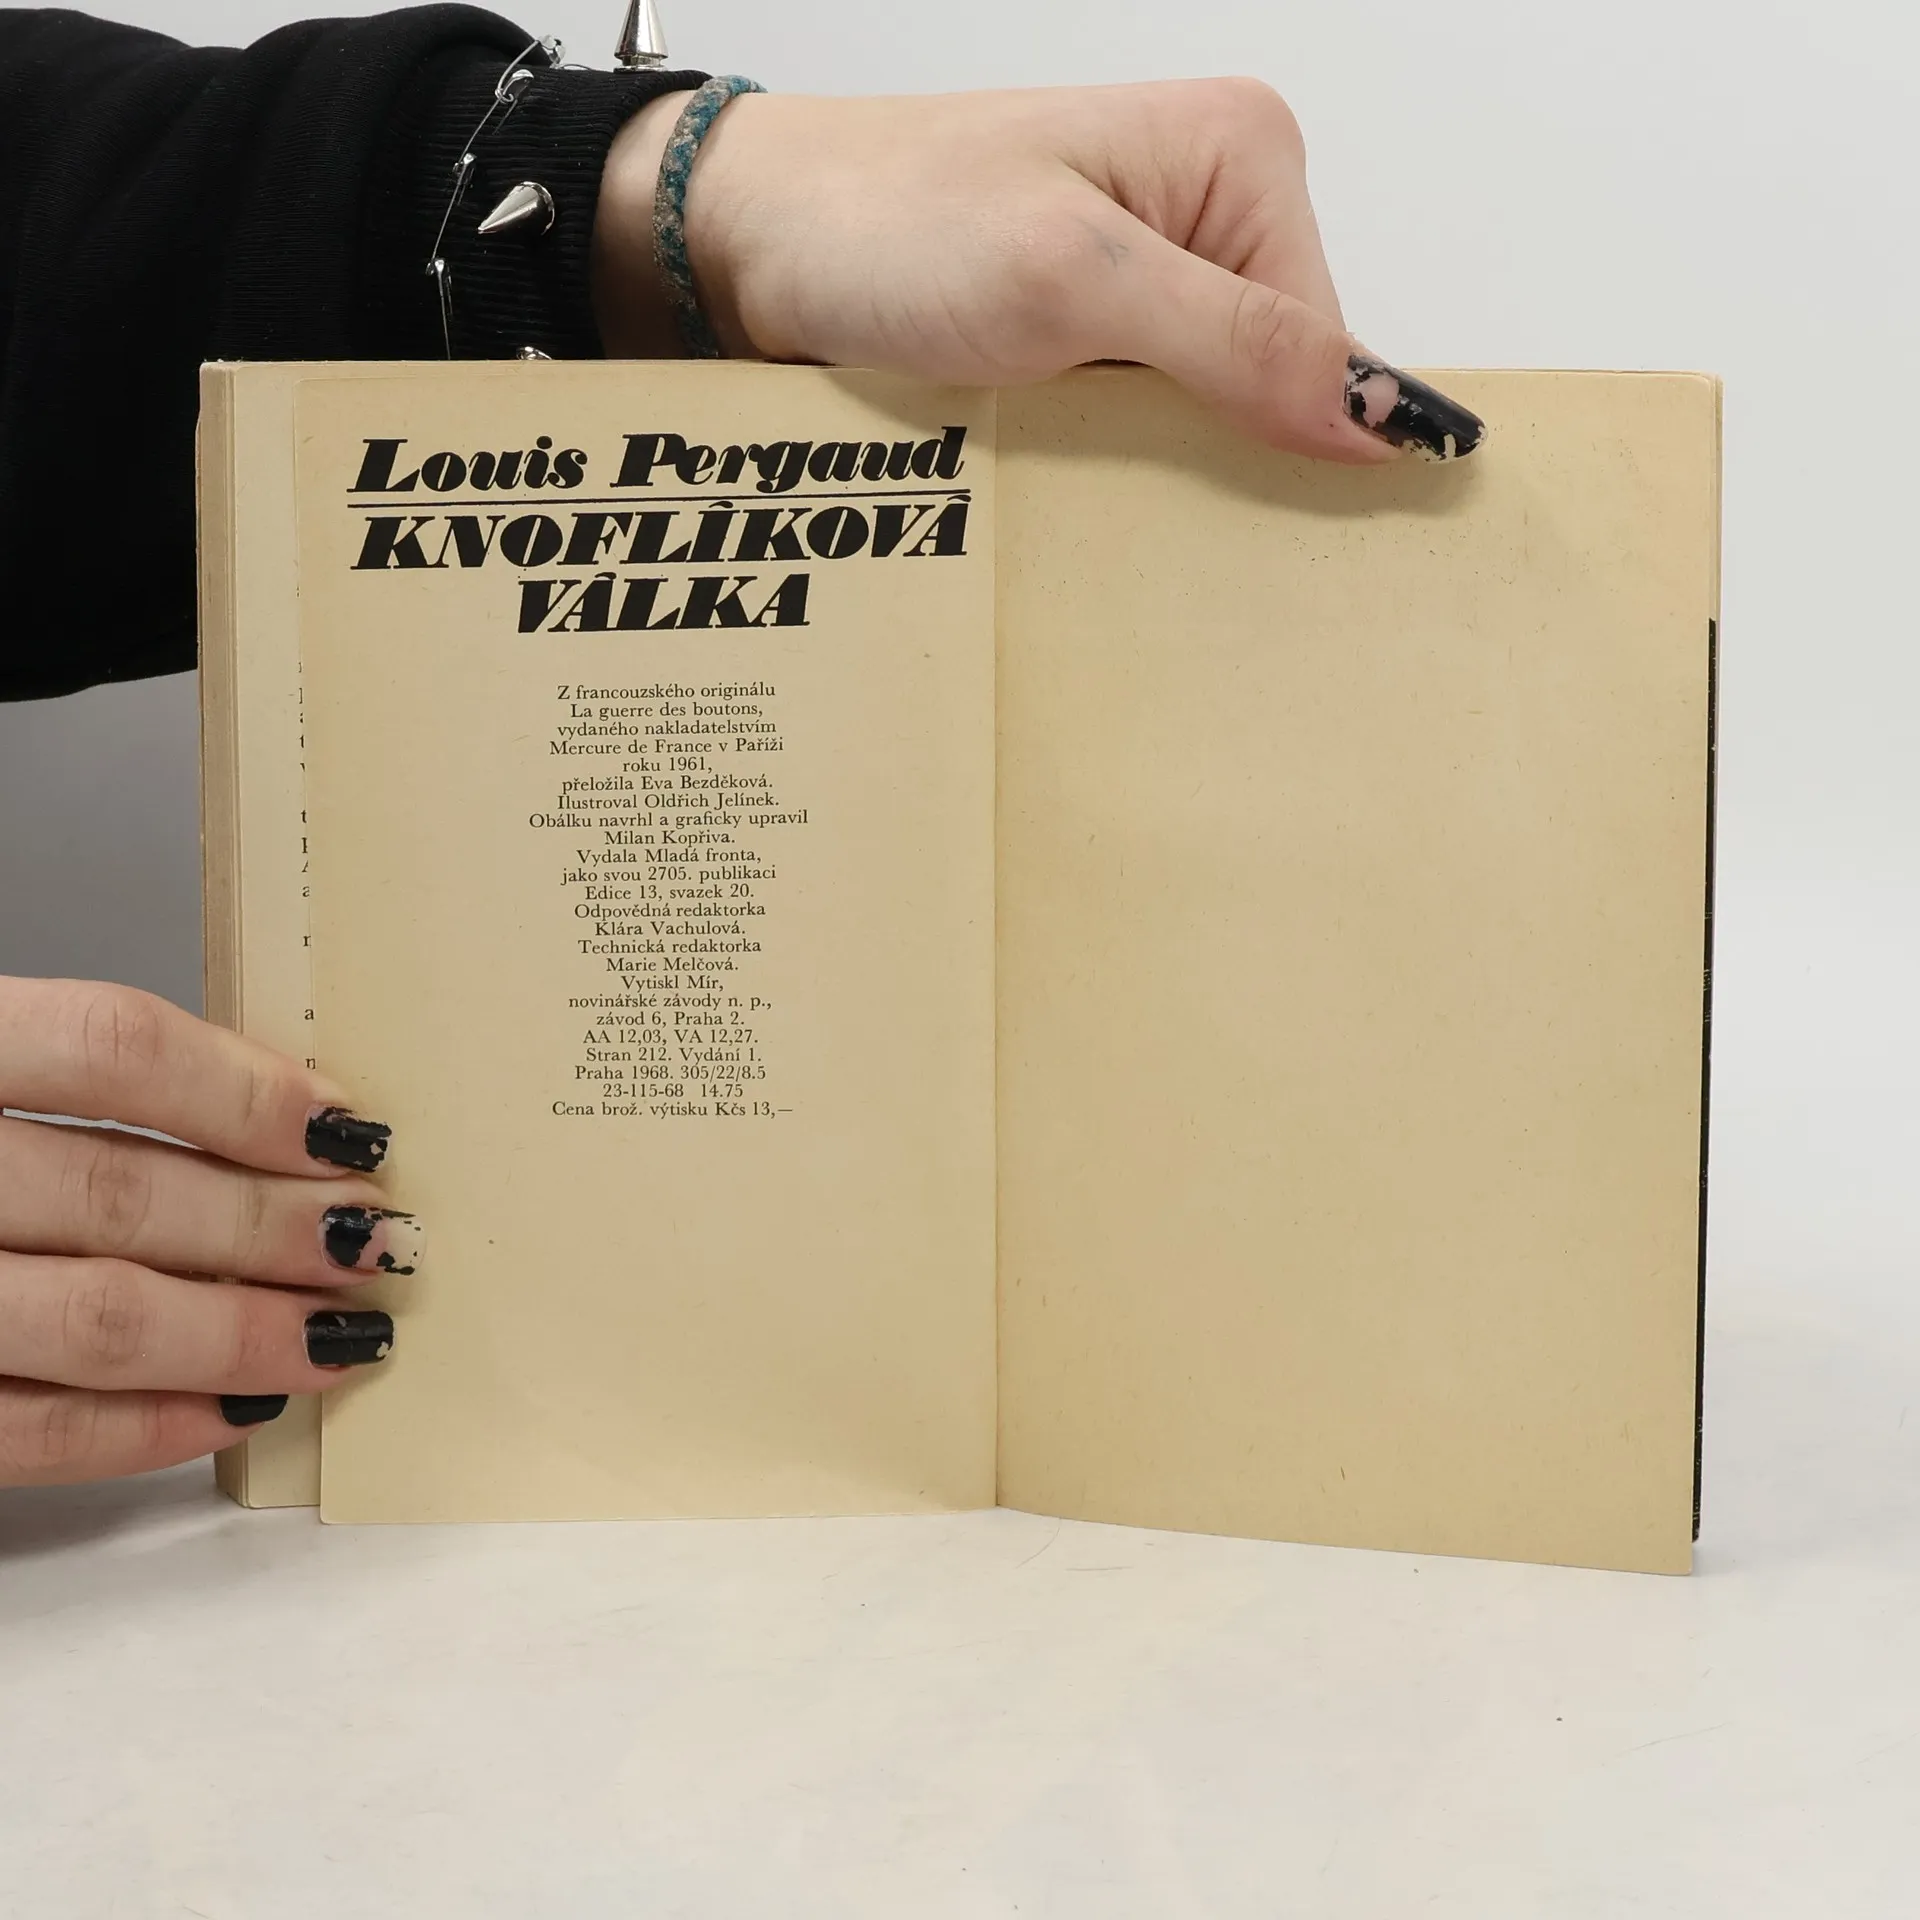 Louis Pergaud
KNOFLÍKOVÁ
VÁLKA
Z francouzského originálu
La guerre des boutons,
vydaného nakladatelstvím
Mercure de France v Paříži
roku 1961,
přeložila Eva Bezděková.
Ilustroval Oldřich Jelínek.
Obálku navrhl a graficky upravil
Milan Kopřiva.
Vydala Mladá fronta,
jako svou 2705. publikaci
Edice 13, svazek 20.
Odpovědná redaktorka
Klára Vachulová.
Technická redaktorka
Marie Melčová.
Vytiskl Mír,
novinářské závody n. p.,
závod 6, Praha 2.
AA 12,03, VA 12,27.
Stran 212. Vydání 1.
Praha 1968. 305/22/8.5
23-115-68 14.75
Cena brož. výtisku Kčs 13,—